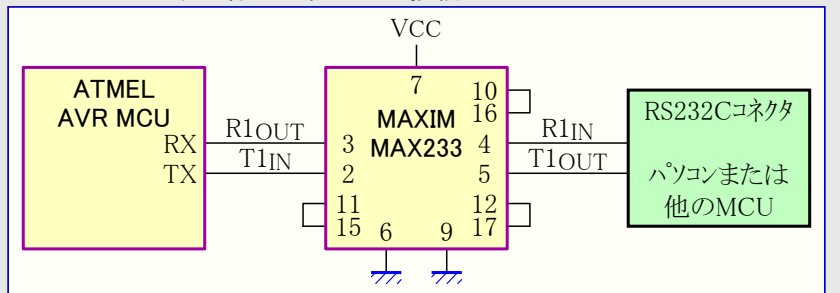 VCC
ATMEL
AVR MCU
RX
TX
R1OUT
T1IN
7
MAXIM
MAX233
3
2
11
15
6
9
10
16
4
5
12
17
R1IN
T1OUT
RS232Cコネクタ
パソコンまたは
他のMCU